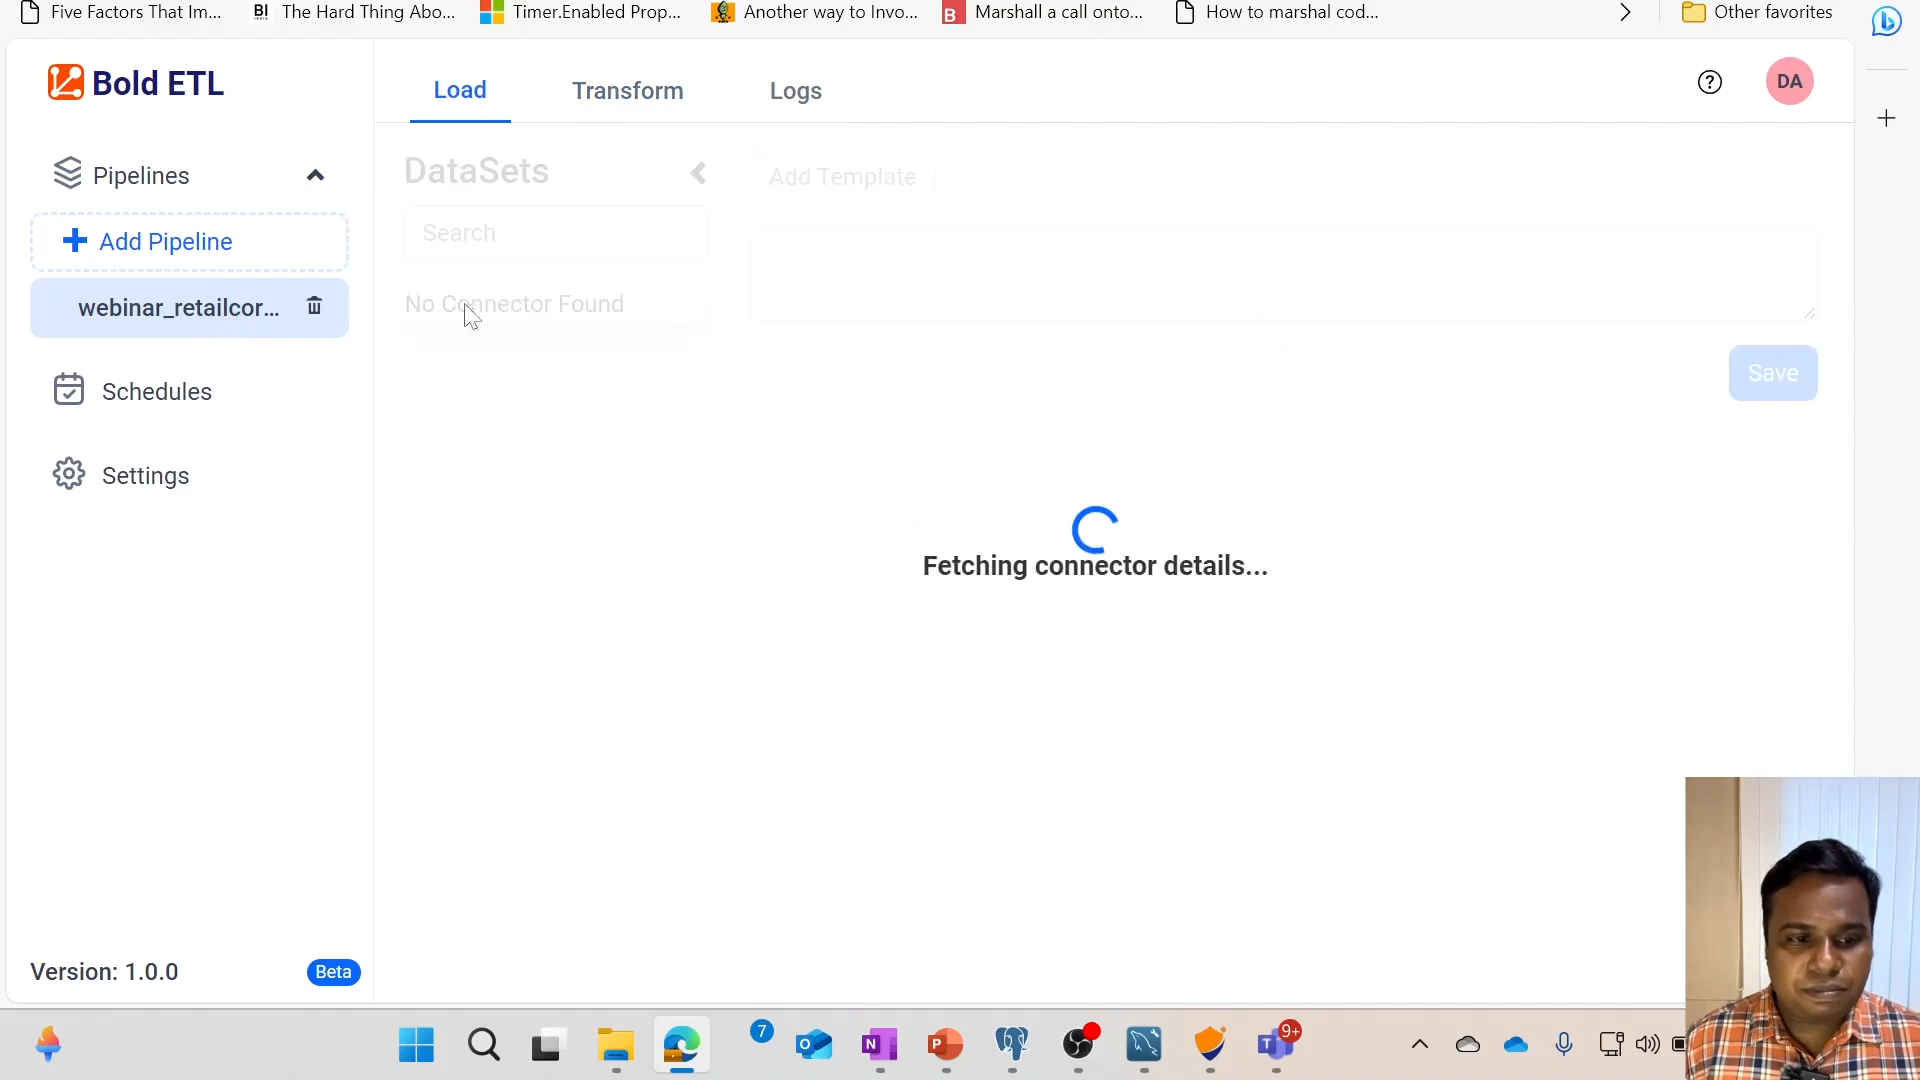 Five Factors That Im...
BI
The Hard Thing Abo...
Timer.Enabled Prop...
Another way to Invo...
B
Marshall a call onto...
How to marshal cod...
Other favorites
Bold ETL
Load
Transform
Logs
DA
Pipelines
DataSets
Add Template
Add Pipeline
Search
webinar_retailcor...
No Connector Found
Save
Schedules
Settings
Fetching connector details...
Version: 1.0.0
Beta
7
9+